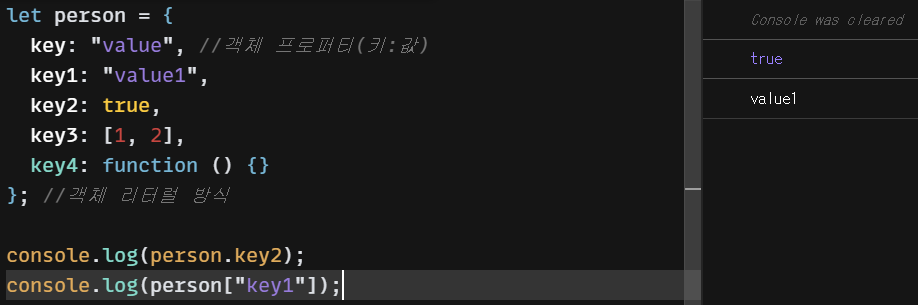 let person = {
  key: "value", //객체 프로퍼티(키:값)
  key1: "value1",
  key2: true,
  key3: [1, 2],
  key4: function () {}
}; //객체 리터럴 방식
console.log(person.key2);
console.log(person["key1"]);
Console was cleared
true
value1